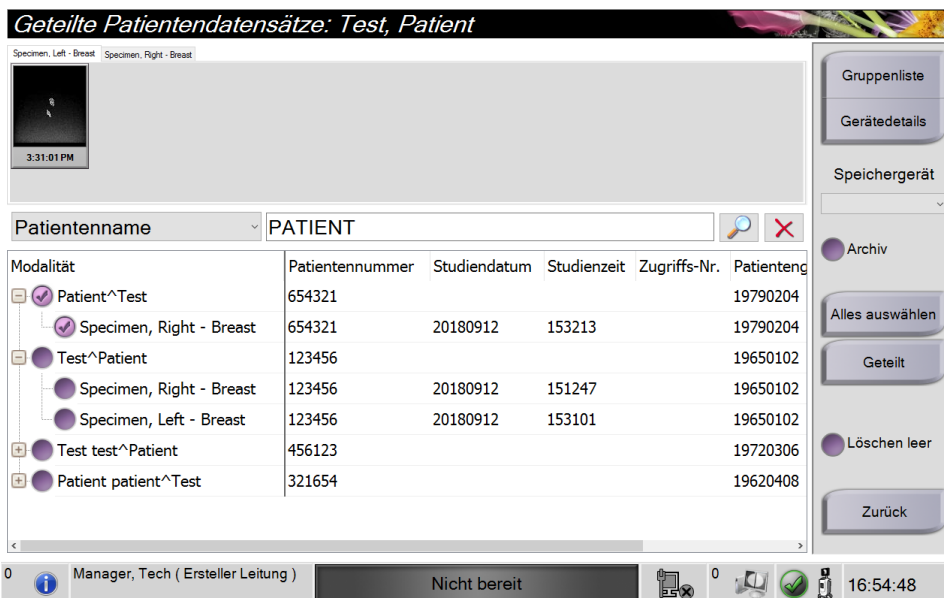 Geteilte Patientendatensätze: Test, Patient
Specimen, Left - Breast Specimen, Right - Breast
3:31:01 PM
Patientenname PATIENT
Modalität Patientennummer Studiendatum Studienzeit Zugriffs-Nr. Patienteng
Patient^Test 654321 19790204
Specimen, Right - Breast 654321 20180912 153213 19790204
Test^Patient 123456 19650102
Specimen, Right - Breast 123456 20180912 151247 19650102
Specimen, Left - Breast 123456 20180912 153101 19650102
Test test^Patient 456123 19720306
Patient patient^Test 321654 19620408
Gruppenliste
Gerätedetails
Speichergerät
Archiv
Alles auswählen
Geteilt
Löschen leer
Zurück
0 Manager, Tech ( Ersteller Leitung ) Nicht bereit 0 16:54:48